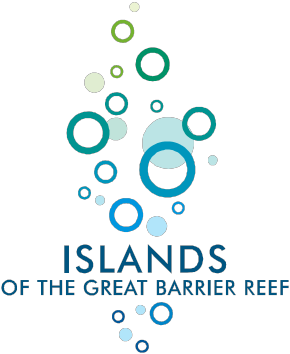 ISLANDS
OF THE GREAT BARRIER REEF